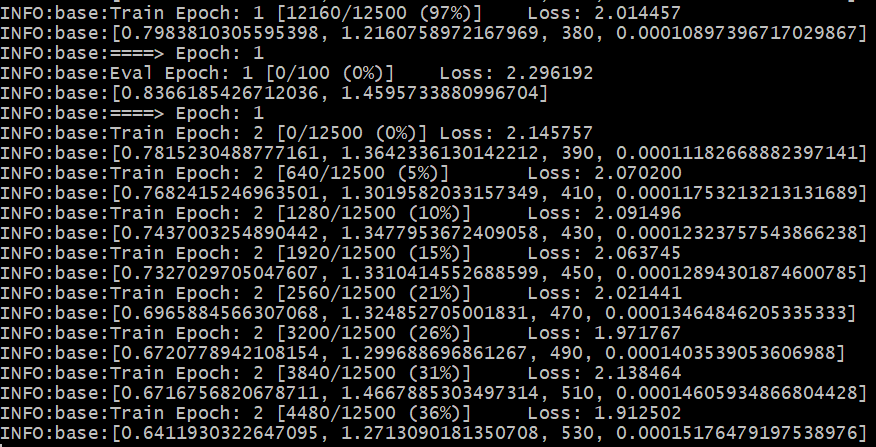 INFO:base:Train Epoch: 1 [12160/12500 (97%)]    Loss: 2.014457
INFO:base:[0.7983810305595398, 1.2160758972167969, 380, 0.00010897396717029867]
INFO:base:====> Epoch: 1
INFO:base:Eval Epoch: 1 [0/100 (0%)]    Loss: 2.296192
INFO:base:[0.8366185426712036, 1.4595733880996704]
INFO:base:====> Epoch: 1
INFO:base:Train Epoch: 2 [0/12500 (0%)] Loss: 2.145757
INFO:base:[0.7815230488777161, 1.3642336130142212, 390, 0.00011182668882397141]
INFO:base:Train Epoch: 2 [640/12500 (5%)]       Loss: 2.070200
INFO:base:[0.7682415246963501, 1.3019582033157349, 410, 0.00011753213213131689]
INFO:base:Train Epoch: 2 [1280/12500 (10%)]     Loss: 2.091496
INFO:base:[0.7437003254890442, 1.3477953672409058, 430, 0.00012323757543866238]
INFO:base:Train Epoch: 2 [1920/12500 (15%)]     Loss: 2.063745
INFO:base:[0.7327029705047607, 1.3310414552688599, 450, 0.00012894301874600785]
INFO:base:Train Epoch: 2 [2560/12500 (21%)]     Loss: 2.021441
INFO:base:[0.6965884566307068, 1.324852705001831, 470, 0.00013464846205335333]
INFO:base:Train Epoch: 2 [3200/12500 (26%)]     Loss: 1.971767
INFO:base:[0.6720778942108154, 1.299688696861267, 490, 0.0001403539053606988]
INFO:base:Train Epoch: 2 [3840/12500 (31%)]     Loss: 2.138464
INFO:base:[0.6716756820678711, 1.4667885303497314, 510, 0.00014605934866804428]
INFO:base:Train Epoch: 2 [4480/12500 (36%)]     Loss: 1.912502
INFO:base:[0.6411930322647095, 1.2713090181350708, 530, 0.00015176479197538976]